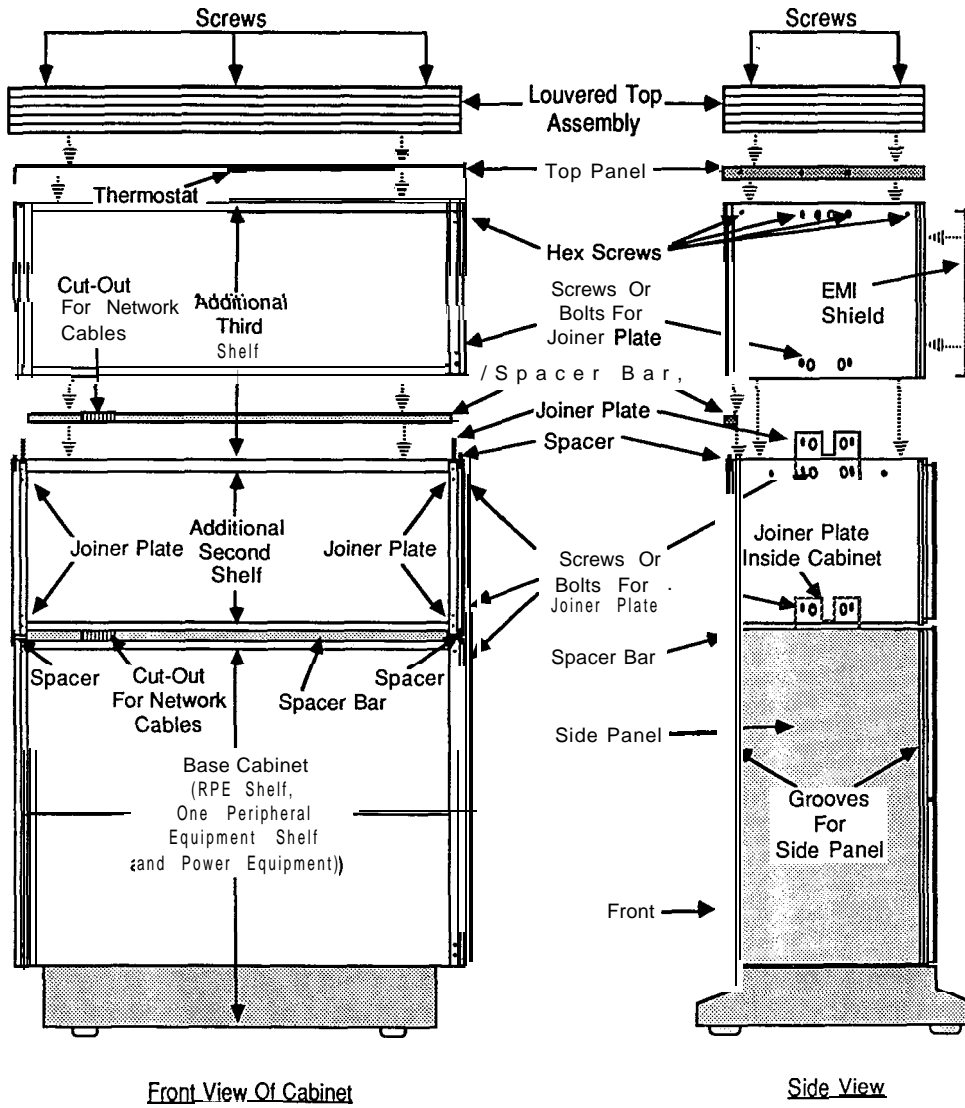 Screws
Screws
Louvered Top
Assembly
Top Panel
Thermostat
Hex Screws
Cut-Out
For Network
Cables
Additional
Third
Shelf
Screws Or
Bolts For
Joiner Plate
EMI
Shield
/Spacer Bar,
Joiner Plate
Spacer
Joiner Plate
Additional
Second
Shelf
Joiner Plate
Screws Or
Bolts For
Joiner Plate
Joiner Plate
Inside Cabinet
Spacer
Cut-Out
For Network
Cables
Spacer Bar
Spacer
Spacer Bar
Side Panel
Base Cabinet
(RPE Shelf,
One Peripheral
Equipment Shelf
and Power Equipment))
Grooves
For
Side Panel
Front
Front View Of Cabinet
Side View